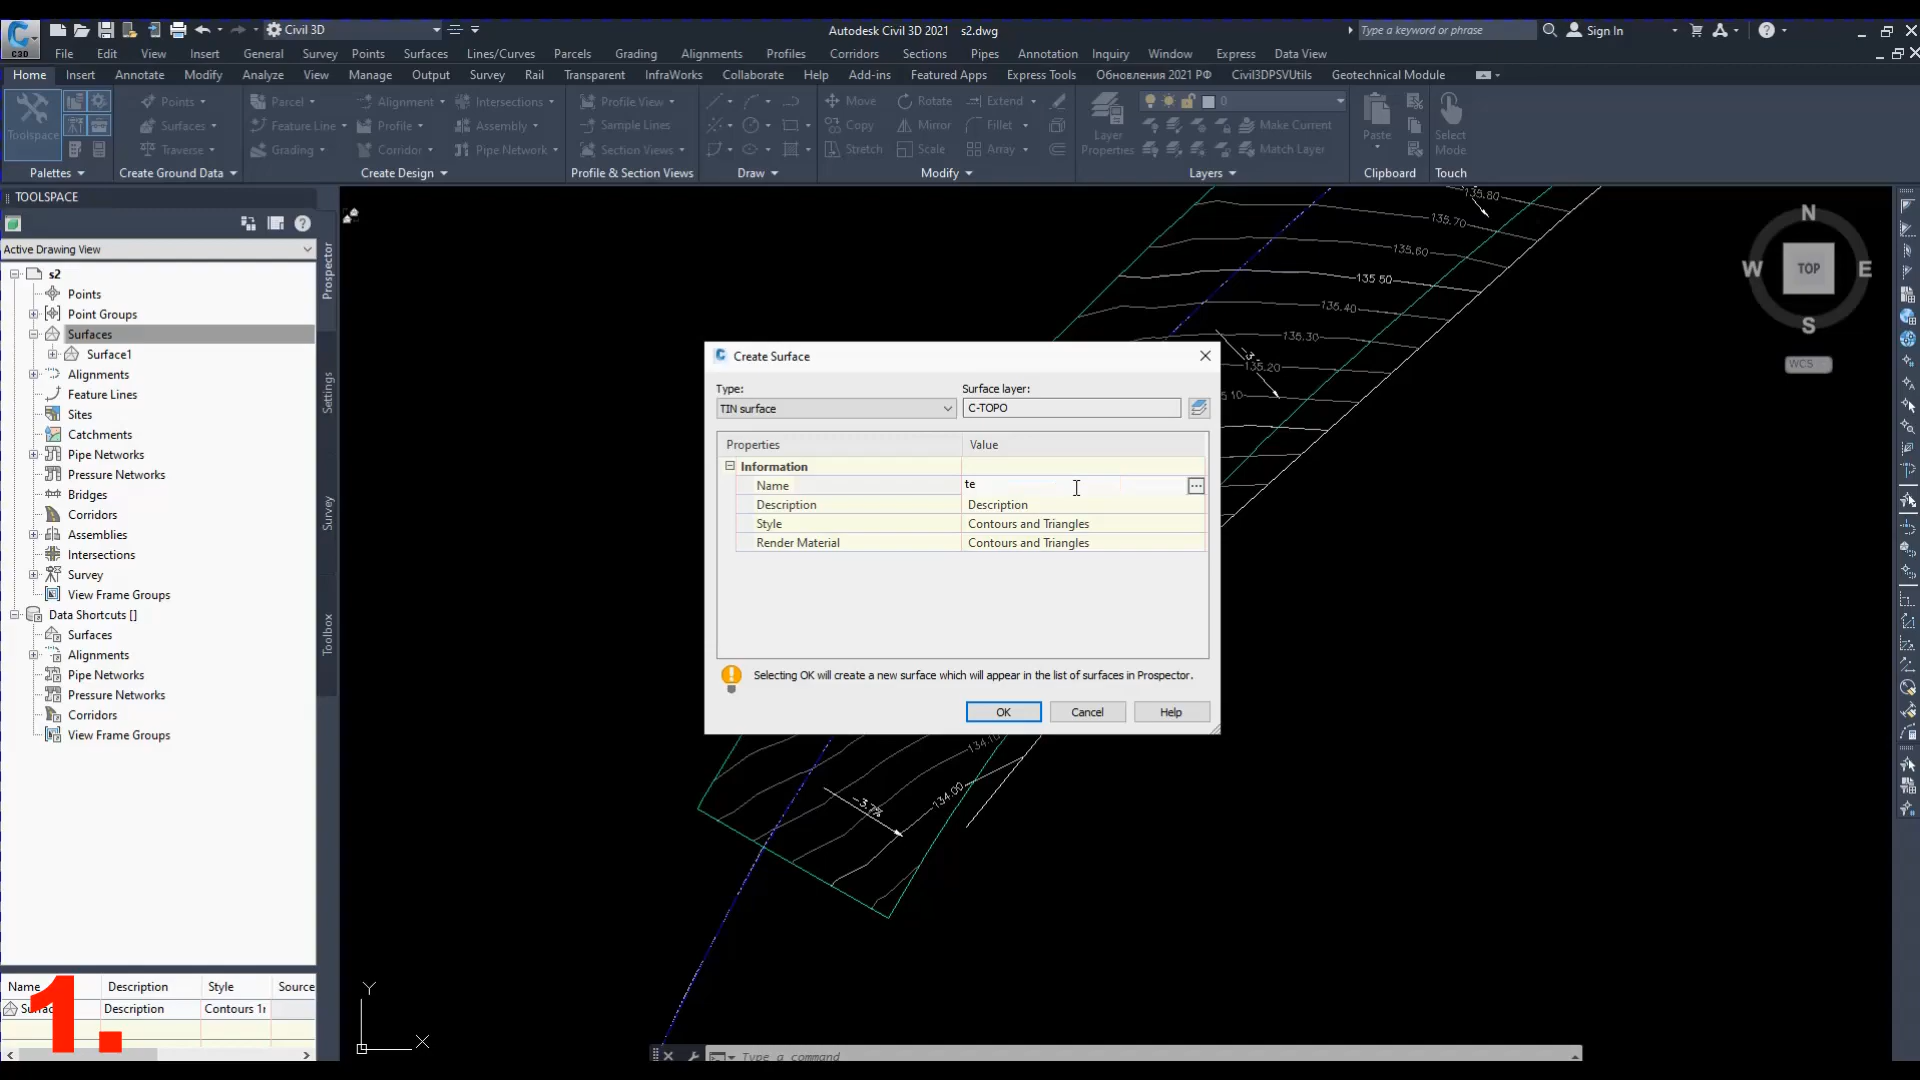 Civil 3D
Autodesk Civil 3D 2021 s2.dwg
Type a keyword or phrase
Sign In
C3D
File Edit View Insert General Survey Points Surfaces Lines/Curves Parcels Grading Alignments Profiles Corridors Sections Pipes Annotation Inquiry Window Express Data View
Home Insert Annotate Modify Analyze View Manage Output Survey Rail Transparent InfraWorks Collaborate Help Add-ins Featured Apps Express Tools Обновления 2021 РФ Civil3DPSVUtils Geotechnical Module
Points Parcel Alignment Intersections Profile View Move Rotate Extend 0
Toolspace Surfaces Feature Line Profile Assembly Sample Lines Copy Mirror Fillet Layer Properties Make Current Paste Select Mode
Traverse Grading Corridor Pipe Network Section Views Stretch Scale Array Match Layer
Palettes Create Ground Data Create Design Profile & Section Views Draw Modify Layers Clipboard Touch
TOOLSPACE
Active Drawing View
s2
Points
Point Groups
Surfaces
Surface1
Alignments
Feature Lines
Sites
Catchments
Pipe Networks
Pressure Networks
Bridges
Corridors
Assemblies
Intersections
Survey
View Frame Groups
Data Shortcuts []
Surfaces
Alignments
Pipe Networks
Pressure Networks
Corridors
View Frame Groups
Prospector
Settings
Survey
Toolbox
Name Description Style Source
Description Contours 1
1.
135.80
135.70
135.60
135.50
135.40
135.30
135.20
N
W TOP E
S
WCS
Create Surface
Type: Surface layer:
TIN surface C-TOPO
Properties Value
Information
Name te
Description Description
Style Contours and Triangles
Render Material Contours and Triangles
Selecting OK will create a new surface which will appear in the list of surfaces in Prospector.
OK Cancel Help
134.10
134.00
-3.7%
Y
X
Type a command